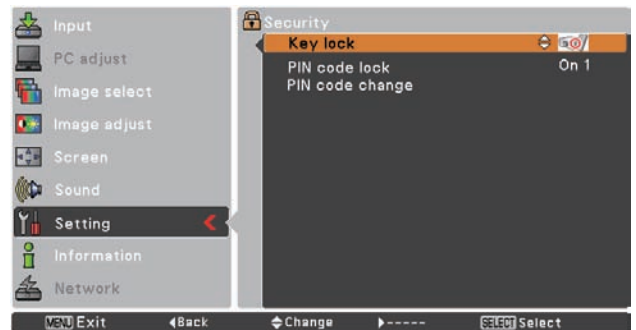 Input
PC adjust
Image select
Image adjust
Screen
Sound
Setting
Information
Network
Security
Key lock
PIN code lock On 1
PIN code change
MENU Exit ◀Back Change ▶----- SELECT Select